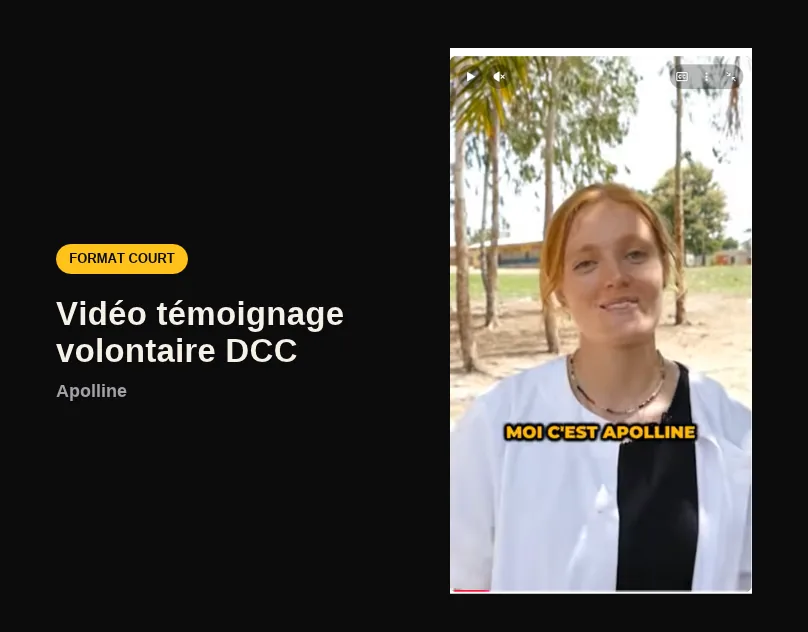 FORMAT COURT
Vidéo témoignage
volontaire DCC
Apolline
MOI C'EST APOLLINE